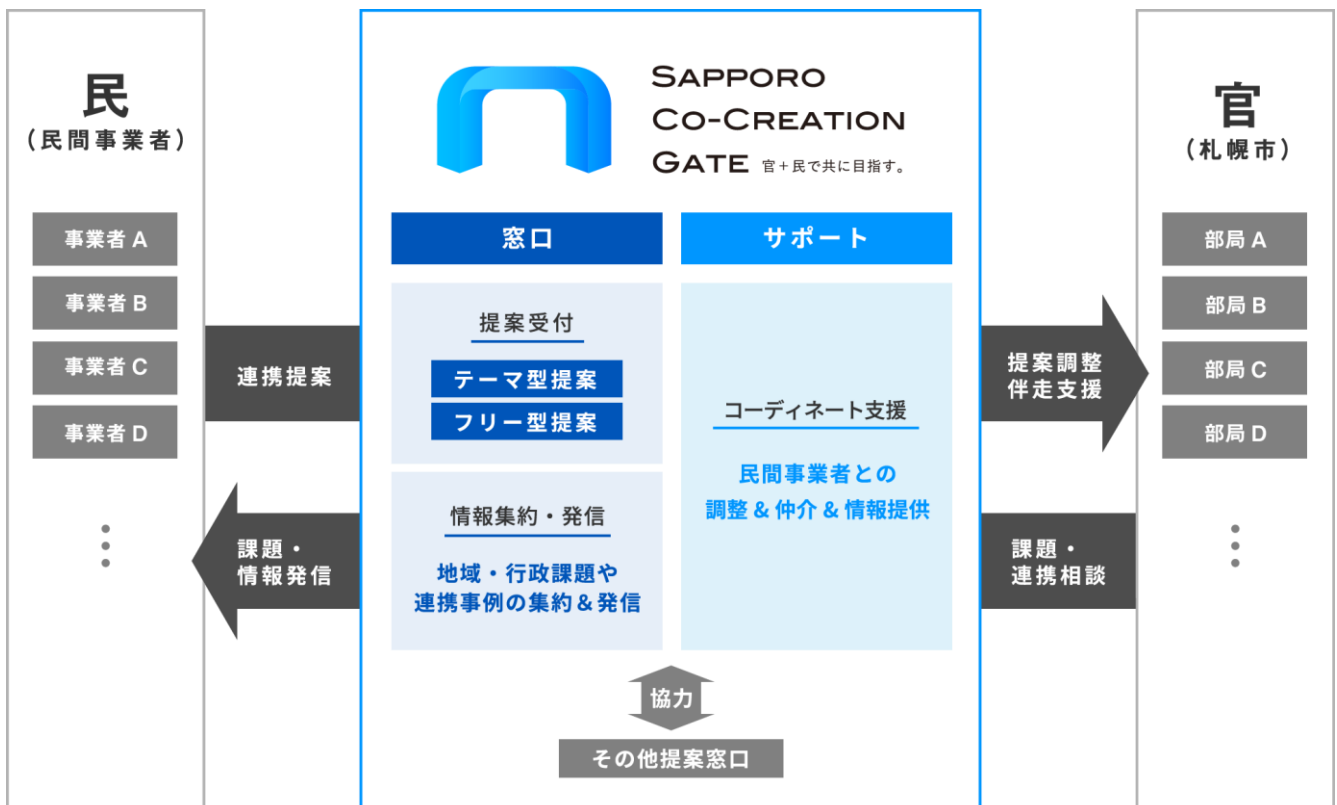 民
（民間事業者）
事業者 A
事業者 B
事業者 C
事業者 D
連携提案
課題・
情報発信
SAPPORO
CO-CREATION
GATE 官+民で共に目指す。
窓口
提案受付
テーマ型提案
フリー型提案
情報集約・発信
地域・行政課題や
連携事例の集約＆発信
サポート
コーディネート支援
民間事業者との
調整 & 仲介 & 情報提供
協力
その他提案窓口
提案調整
伴走支援
課題・
連携相談
官
（札幌市）
部局 A
部局 B
部局 C
部局 D